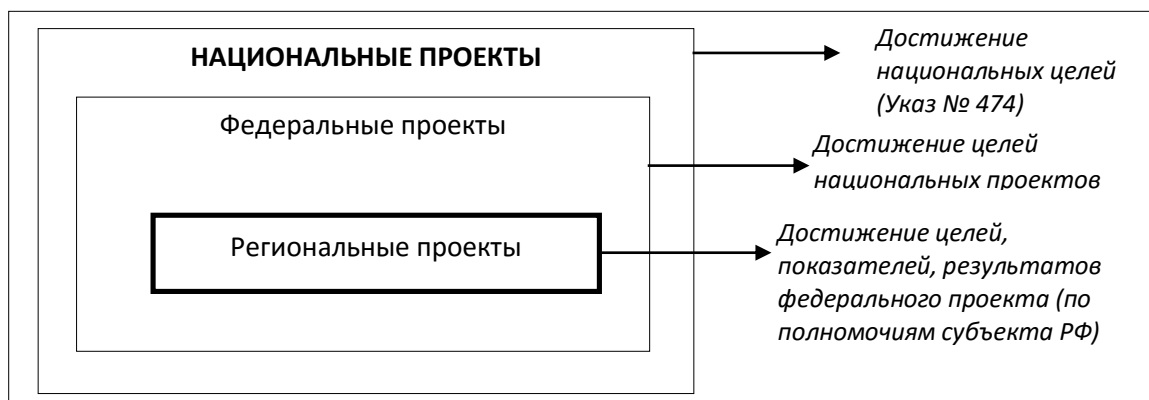 НАЦИОНАЛЬНЫЕ ПРОЕКТЫ
Достижение
национальных целей
(Указ № 474)
Федеральные проекты
Достижение целей
национальных проектов
Региональные проекты
Достижение целей,
показателей, результатов
федерального проекта (по
полномочиям субъекта РФ)